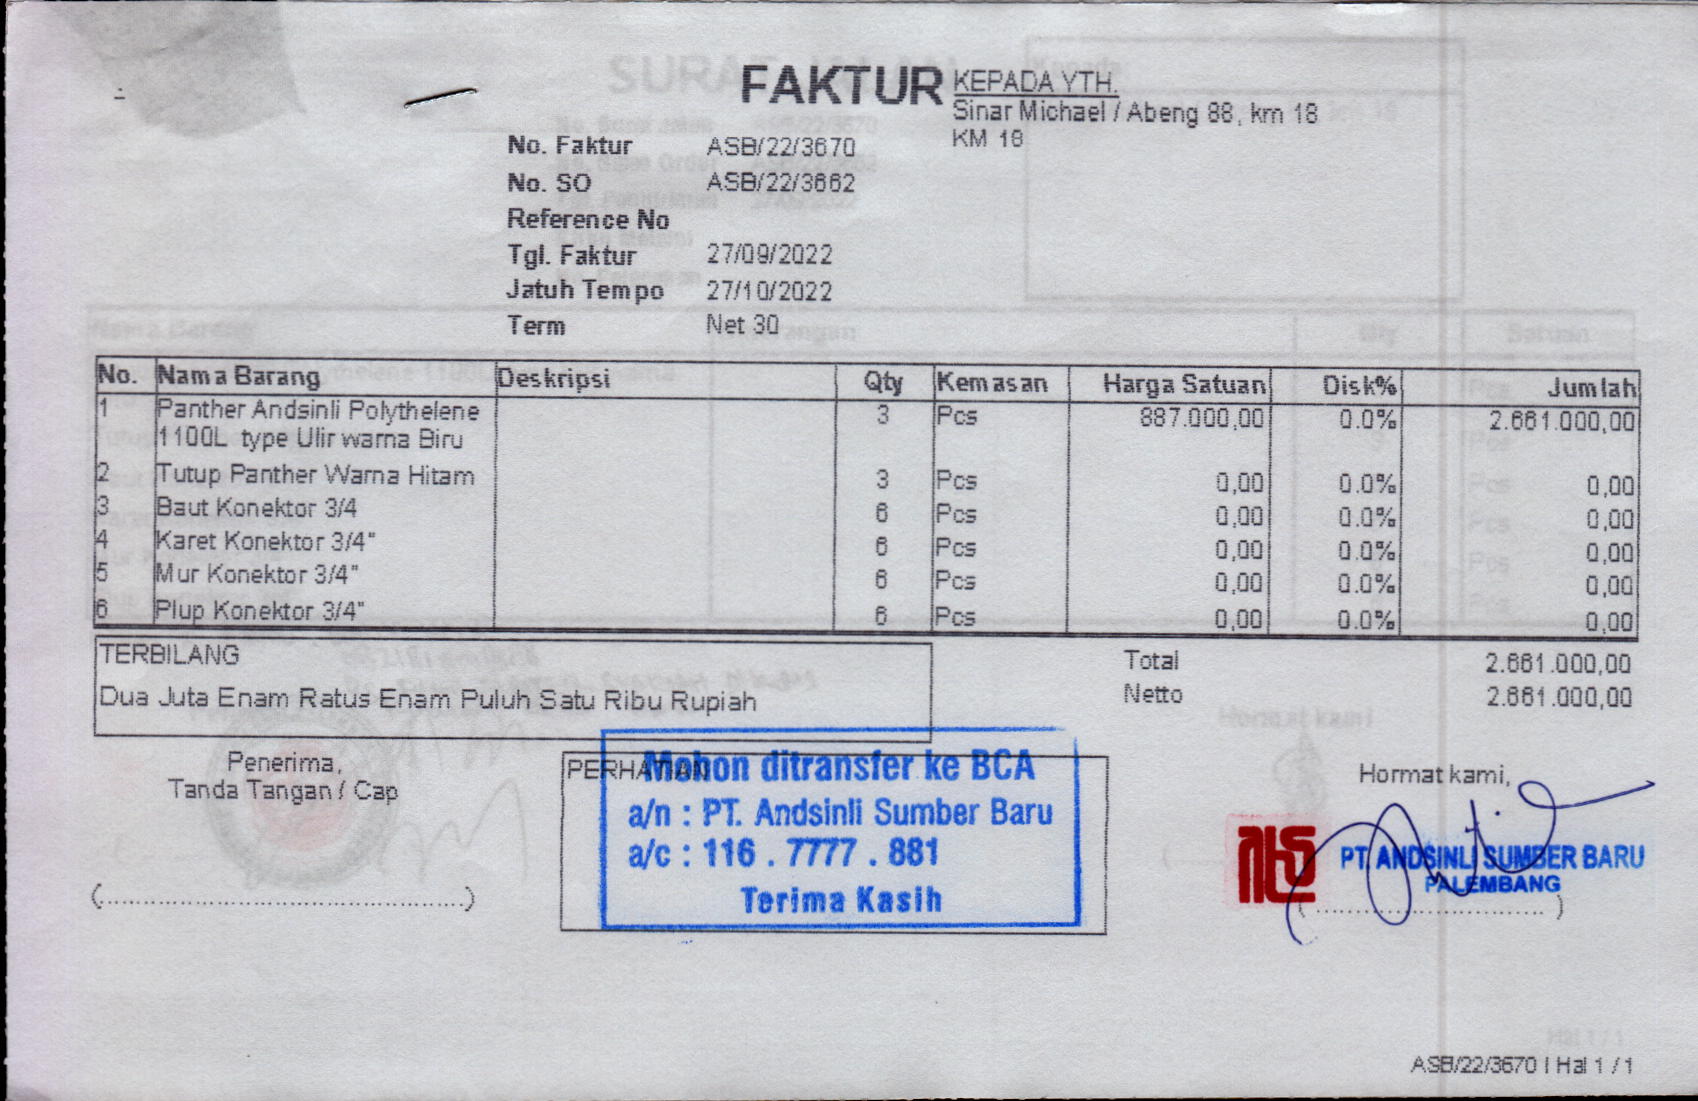 FAKTUR
KEPADA YTH.
Sinar Michael / Abeng 88, km 18
KM 18
No. Faktur ASB/22/3670
No. SO ASB/22/3662
Reference No
Tgl. Faktur 27/09/2022
Jatuh Tempo 27/10/2022
Term Net 30
No. Nama Barang Deskripsi Qty Kemasan Harga Satuan Disk% Jumlah
1 Panther Andsinli Polythelene 3 Pcs 887.000,00 0.0% 2.661.000,00
1100L type Ulir warna Biru
2 Tutup Panther Warna Hitam 3 Pcs 0,00 0.0% 0,00
3 Baut Konektor 3/4 6 Pcs 0,00 0.0% 0,00
4 Karet Konektor 3/4" 6 Pcs 0,00 0.0% 0,00
5 Mur Konektor 3/4" 6 Pcs 0,00 0.0% 0,00
6 Plup Konektor 3/4" 6 Pcs 0,00 0.0% 0,00
TERBILANG
Dua Juta Enam Ratus Enam Puluh Satu Ribu Rupiah
Total 2.661.000,00
Netto 2.661.000,00
Penerima,
Tanda Tangan / Cap
(.................................................)
PERHATIAN
Mohon ditransfer ke BCA
a/n : PT. Andsinli Sumber Baru
a/c : 116 . 7777 . 881
Terima Kasih
Hormat kami,
PT. ANDSINLI SUMBER BARU
PALEMBANG
(...............................)
ASB/22/3670 | Hal 1 / 1